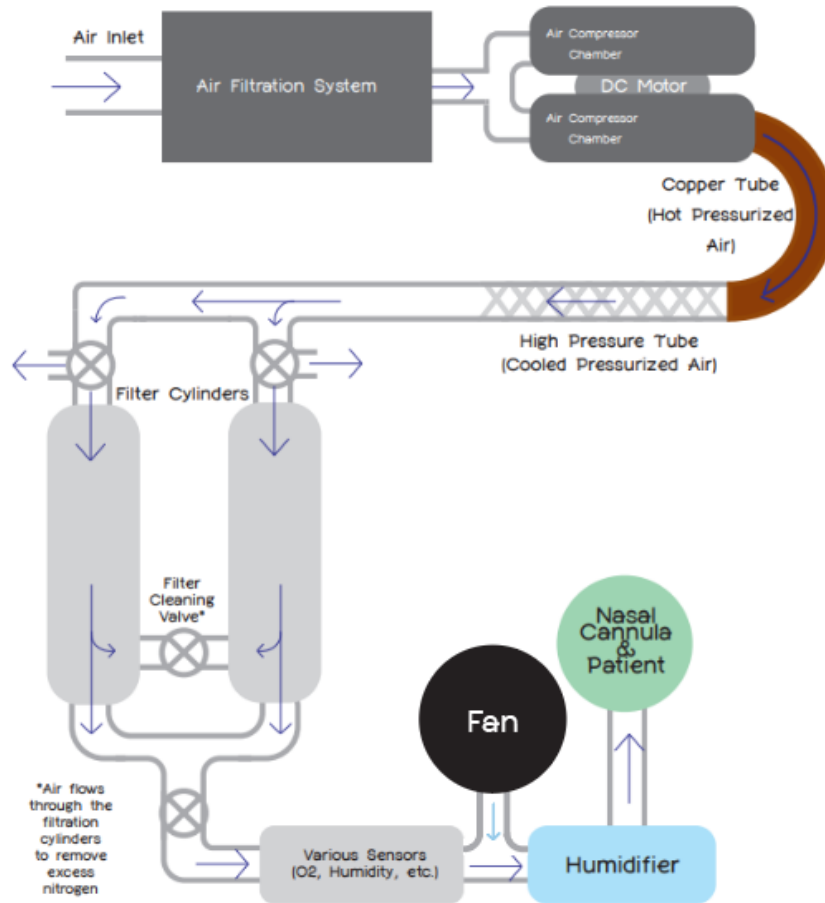 Air Inlet
Air Filtration System
Air Compressor
Chamber
DC Motor
Air Compressor
Chamber
Copper Tube
(Hot Pressurized
Air)
High Pressure Tube
(Cooled Pressurized Air)
Filter Cylinders
Filter
Cleaning
Valve*
Nasal
Cannula
&
Patient
Fan
*Air flows
through the
filtration
cylinders
to remove
excess
nitrogen
Various Sensors
(O2, Humidity, etc.)
Humidifier